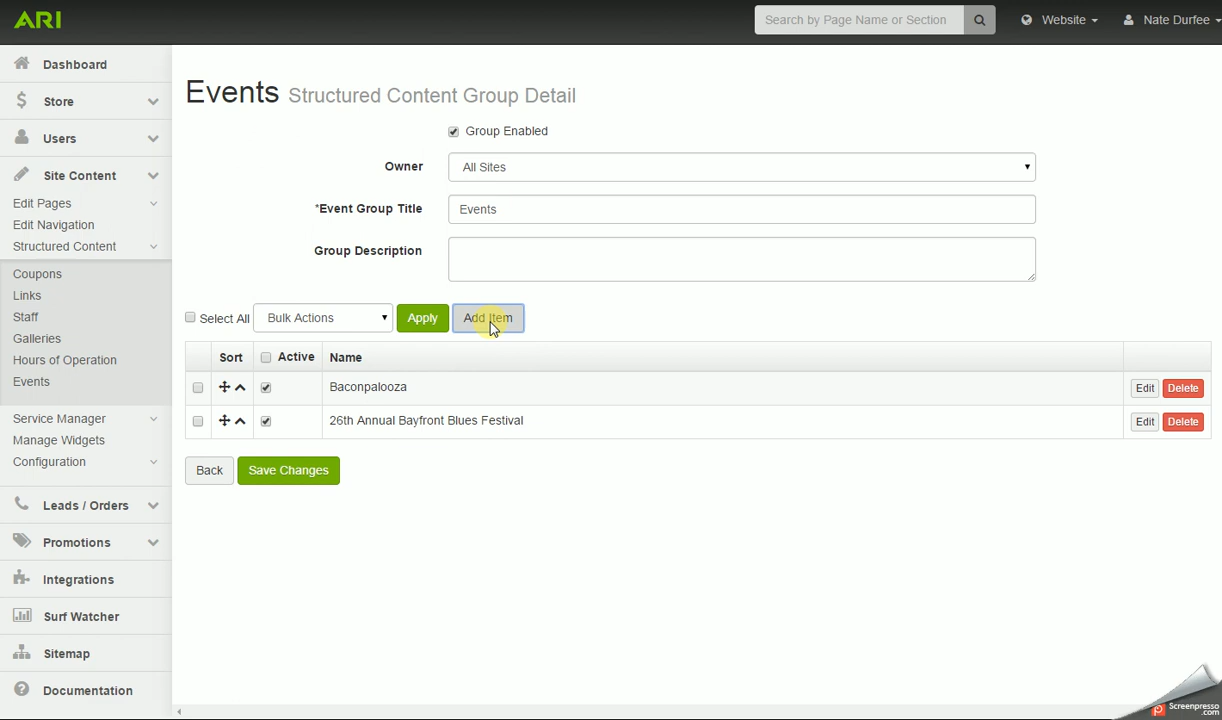 ARI
Search by Page Name or Section
Website
Nate Durfee
Dashboard
Store
Users
Site Content
Edit Pages
Edit Navigation
Structured Content
Coupons
Links
Staff
Galleries
Hours of Operation
Events
Service Manager
Manage Widgets
Configuration
Leads / Orders
Promotions
Integrations
Surf Watcher
Sitemap
Documentation
Events Structured Content Group Detail
Group Enabled
Owner All Sites
*Event Group Title Events
Group Description
Select All Bulk Actions Apply Add Item
Sort Active Name
Baconpalooza Edit Delete
26th Annual Bayfront Blues Festival Edit Delete
Back Save Changes
Screenpresso
.com